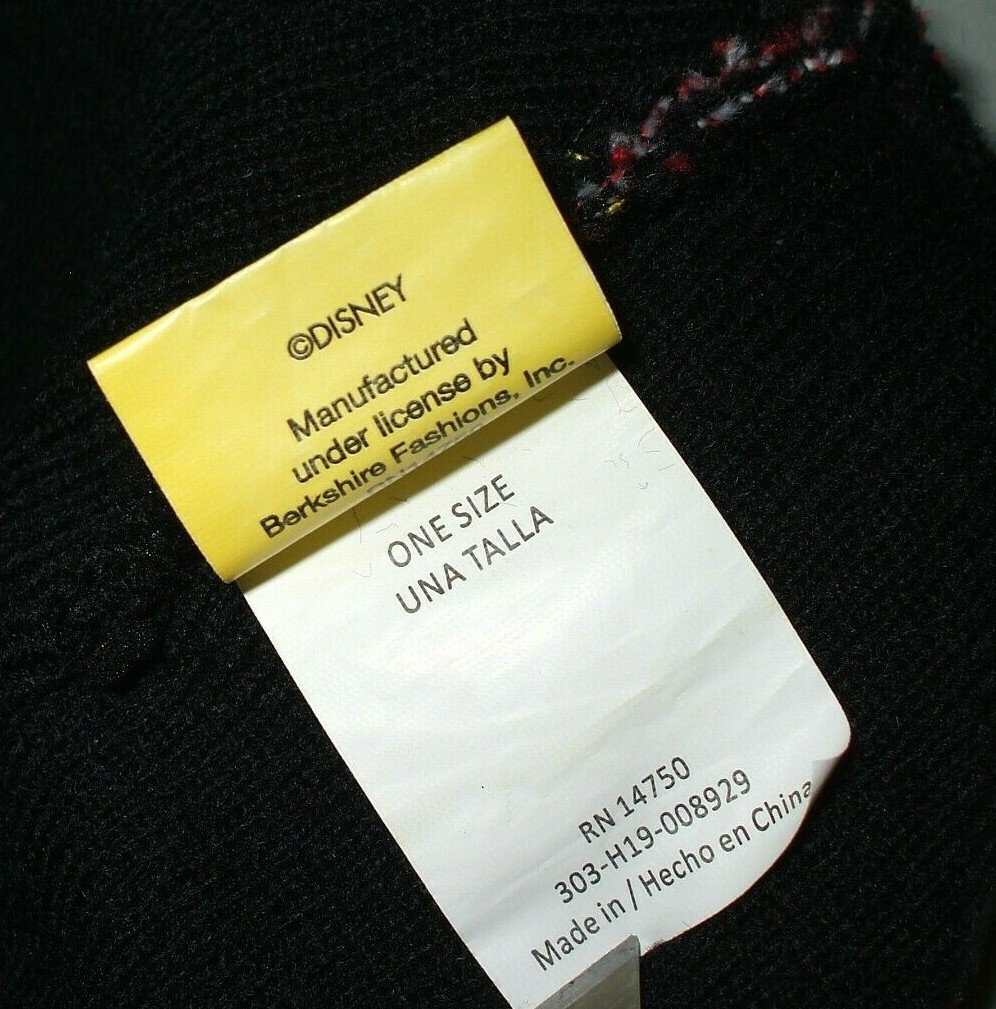 ©DISNEY
Manufactured
under license by
Berkshire Fashions, Inc.
ONE SIZE
UNA TALLA
RN 14750
303-H19-008929
Made in / Hecho en China